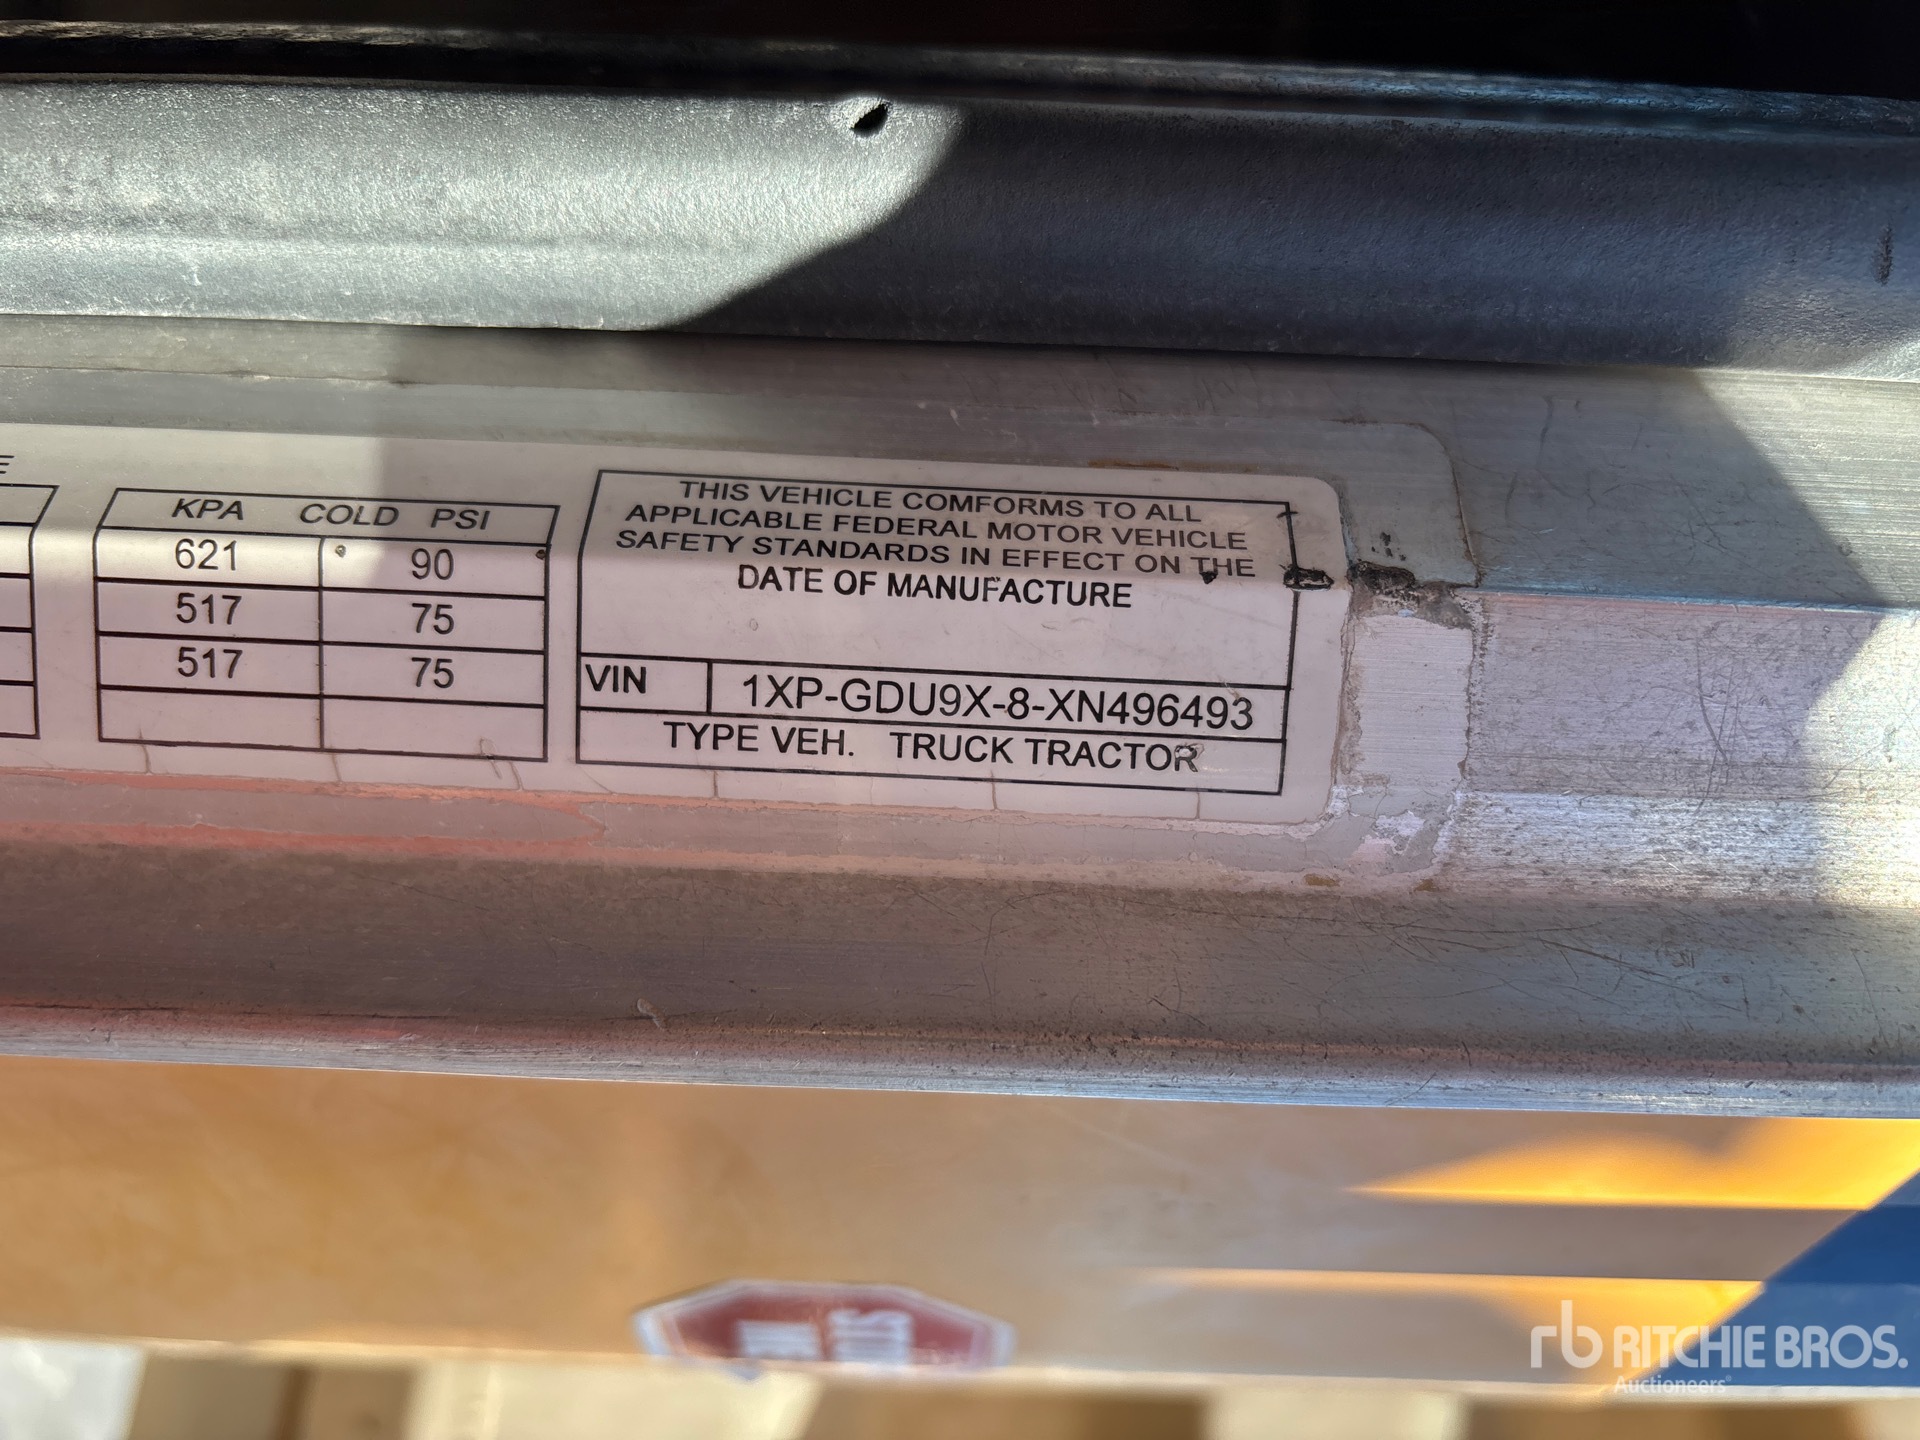 E
KPA COLD PSI
621 90
517 75
517 75
THIS VEHICLE COMFORMS TO ALL
APPLICABLE FEDERAL MOTOR VEHICLE
SAFETY STANDARDS IN EFFECT ON THE
DATE OF MANUFACTURE
VIN 1XP-GDU9X-8-XN496493
TYPE VEH. TRUCK TRACTOR
rb RITCHIE BROS.
Auctioneers